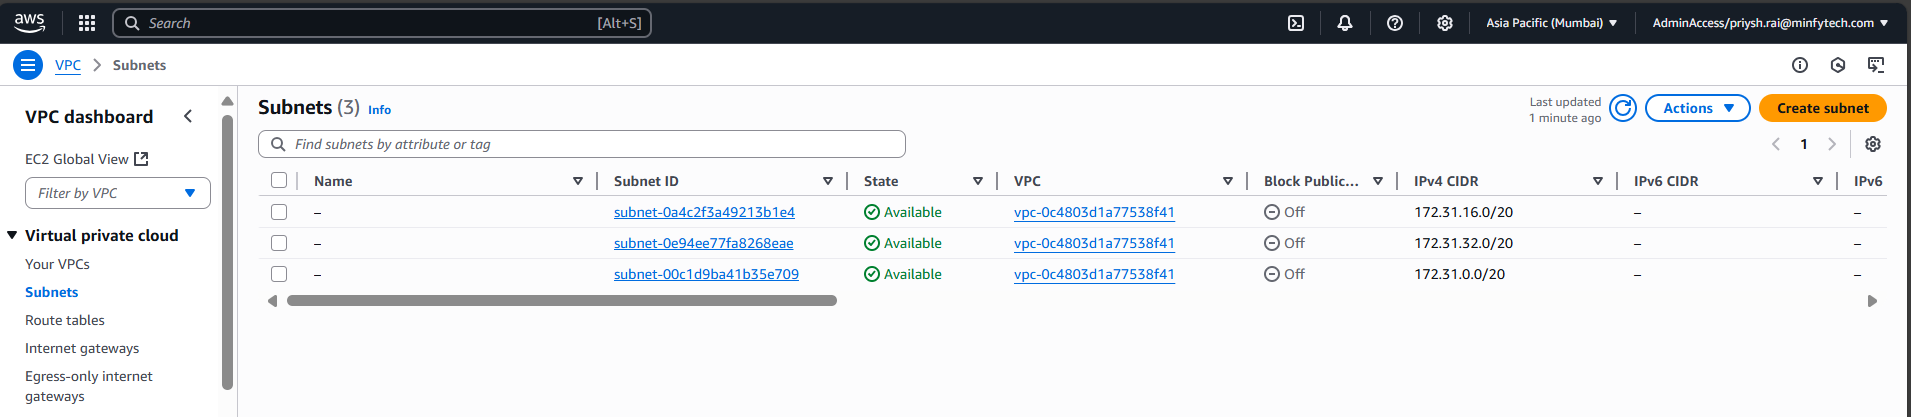 aws Search [Alt+S] Asia Pacific (Mumbai) AdminAccess/priysh.rai@minfytech.com
VPC Subnets
VPC dashboard
EC2 Global View
Filter by VPC
Virtual private cloud
Your VPCs
Subnets
Route tables
Internet gateways
Egress-only internet
gateways
Subnets (3) Info
Last updated
1 minute ago
Actions
Create subnet
Find subnets by attribute or tag
1
Name Subnet ID State VPC Block Public... IPv4 CIDR IPv6 CIDR IPv6
– subnet-0a4c2f3a49213b1e4 Available vpc-0c4803d1a77538f41 Off 172.31.16.0/20 – –
– subnet-0e94ee77fa8268eae Available vpc-0c4803d1a77538f41 Off 172.31.32.0/20 – –
– subnet-00c1d9ba41b35e709 Available vpc-0c4803d1a77538f41 Off 172.31.0.0/20 – –